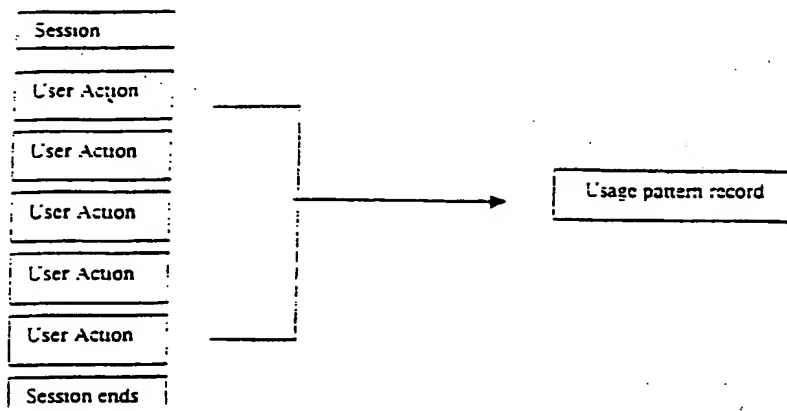 Session
User Action
User Action
User Action
Usage pattern record
User Action
User Action
Session ends